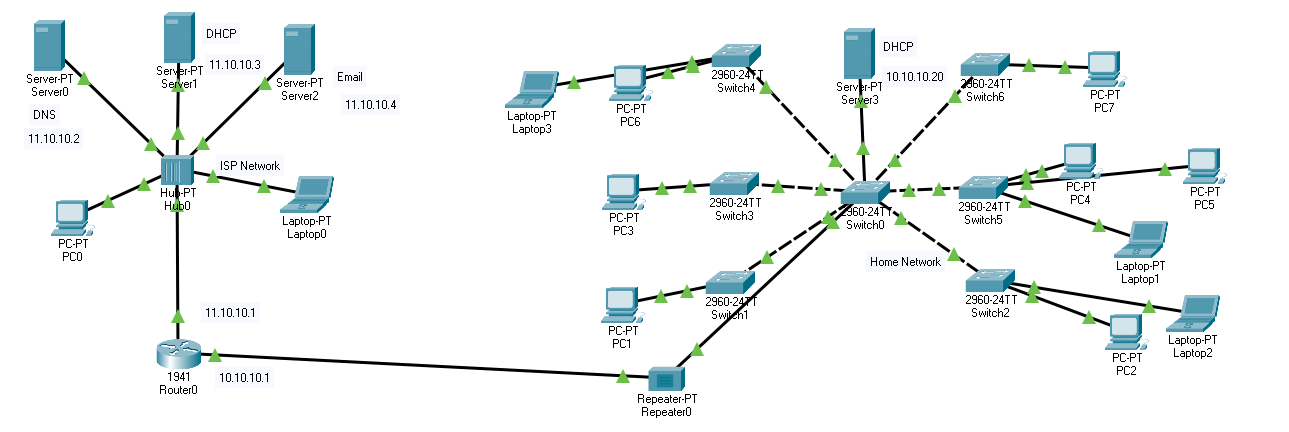 Server-PT
Server0
DNS
11.10.10.2
DHCP
11.10.10.3
Server-PT
Server1
Server-PT
Server2
Email
11.10.10.4
Hub-PT
Hub0
ISP Network
PC-PT
PC0
Laptop-PT
Laptop0
11.10.10.1
1941
Router0
10.10.10.1
Repeater-PT
Repeater0
Laptop-PT
Laptop3
PC-PT
PC6
2960-24TT
Switch4
Server-PT
Server3
DHCP
10.10.10.20
2960-24TT
Switch6
PC-PT
PC7
PC-PT
PC3
2960-24TT
Switch3
2960-24TT
Switch0
2960-24TT
Switch5
PC-PT
PC4
PC-PT
PC5
Laptop-PT
Laptop1
Home Network
PC-PT
PC1
2960-24TT
Switch1
2960-24TT
Switch2
PC-PT
PC2
Laptop-PT
Laptop2